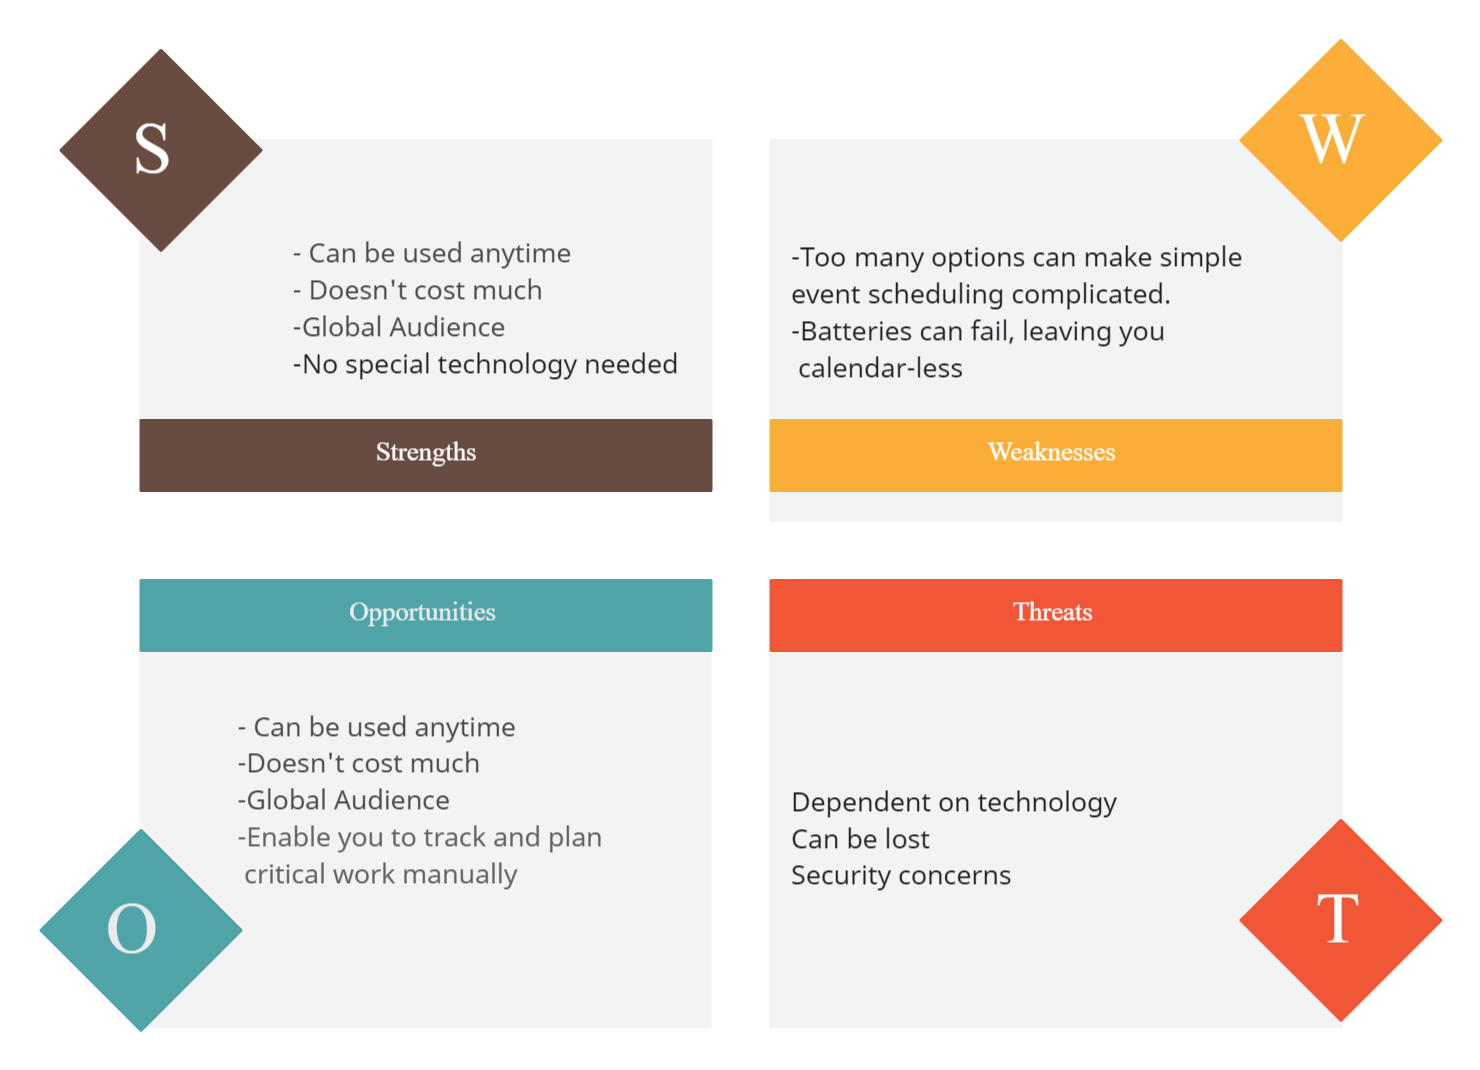 S
- Can be used anytime
- Doesn't cost much
-Global Audience
-No special technology needed
Strengths
W
-Too many options can make simple
event scheduling complicated.
-Batteries can fail, leaving you
calendar-less
Weaknesses
Opportunities
- Can be used anytime
-Doesn't cost much
-Global Audience
-Enable you to track and plan
critical work manually
O
Threats
Dependent on technology
Can be lost
Security concerns
T